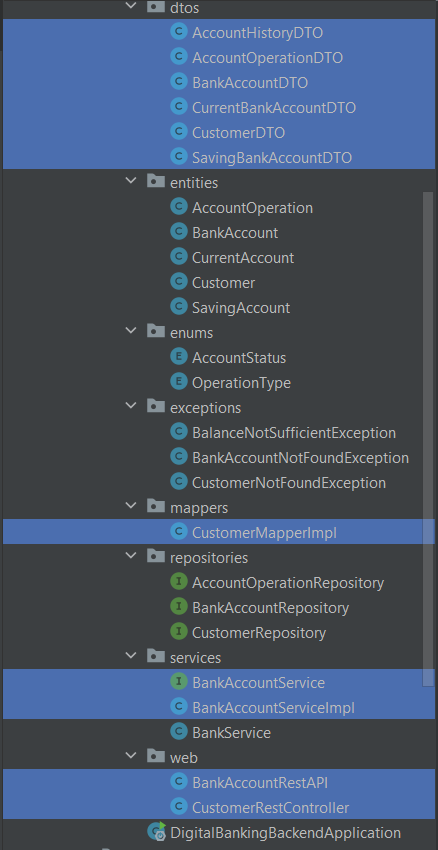 dtos
C AccountHistoryDTO
C AccountOperationDTO
C BankAccountDTO
C CurrentBankAccountDTO
C CustomerDTO
C SavingBankAccountDTO
entities
C AccountOperation
C BankAccount
C CurrentAccount
C Customer
C SavingAccount
enums
E AccountStatus
E OperationType
exceptions
C BalanceNotSufficientException
C BankAccountNotFoundException
C CustomerNotFoundException
mappers
C CustomerMapperImpl
repositories
I AccountOperationRepository
I BankAccountRepository
I CustomerRepository
services
I BankAccountService
C BankAccountServiceImpl
C BankService
web
C BankAccountRestAPI
C CustomerRestController
DigitalBankingBackendApplication